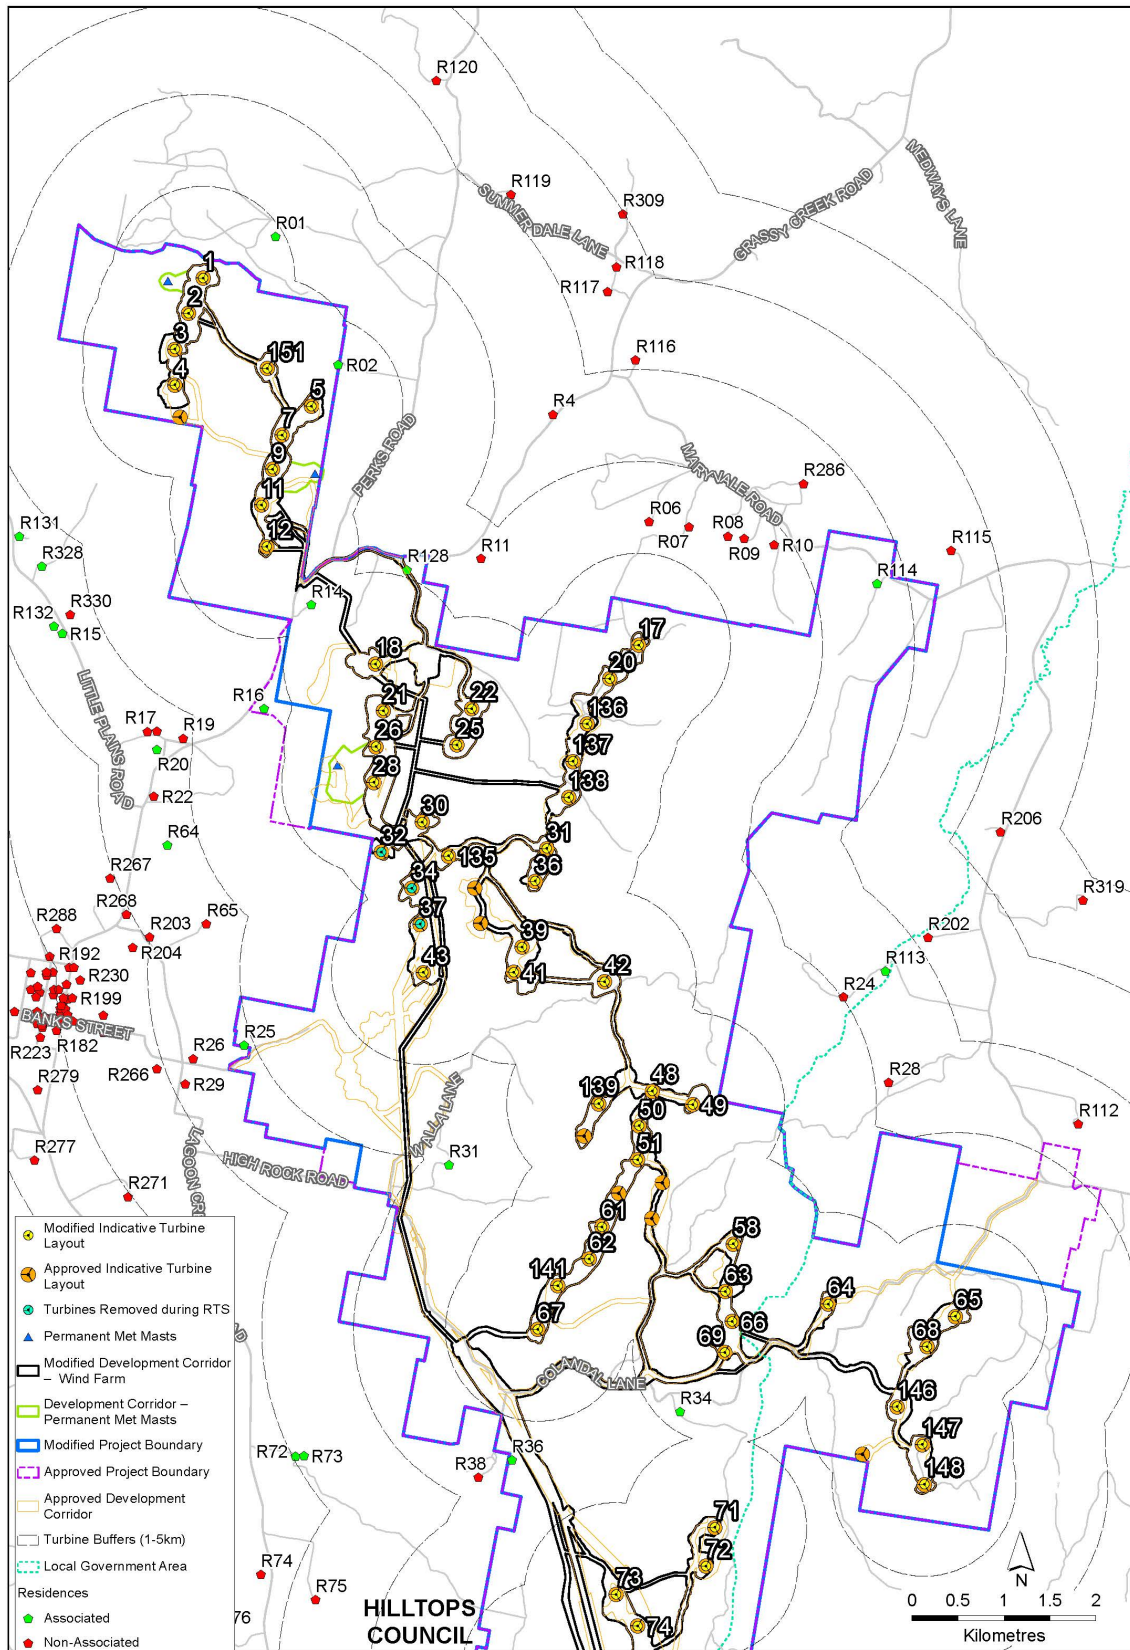 R120
R119
SUMMER DALE LANE
R309
GRASSY CREEK ROAD
MEDWAYS LANE
R01
R118
R117
1
2
3
4
151
5
R02
R116
R4
7
9
11
12
PERKS ROAD
MARYVALE ROAD
R286
R06
R07
R08
R09
R10
R11
R115
R114
R131
R328
R128
R14
R330
R132
R15
17
18
20
21
22
136
25
26
137
28
138
LITTLE PLAINS ROAD
R16
R17
R19
R20
R22
R64
30
31
32
135
34
36
37
39
41
42
43
R206
R319
R202
R113
R24
R267
R268
R288
R203
R65
R204
R192
R230
R199
BANKS STREET
R223
R182
R25
R26
R266
R29
R279
R28
R112
48
139
49
50
51
WALLA LANE
R31
R277
HIGH ROCK ROAD
R271
61
62
141
67
58
63
64
65
66
68
69
146
147
148
COLANDA LANE
R34
R36
R38
R72
R73
71
72
73
74
R74
R75
76
HILLTOPS
COUNCIL
Modified Indicative Turbine
Layout
Approved Indicative Turbine
Layout
Turbines Removed during RTS
Permanent Met Masts
Modified Development Corridor
– Wind Farm
Development Corridor –
Permanent Met Masts
Modified Project Boundary
Approved Project Boundary
Approved Development
Corridor
Turbine Buffers (1-5km)
Local Government Area
Residences
Associated
Non-Associated
N
0 0.5 1 1.5 2
Kilometres